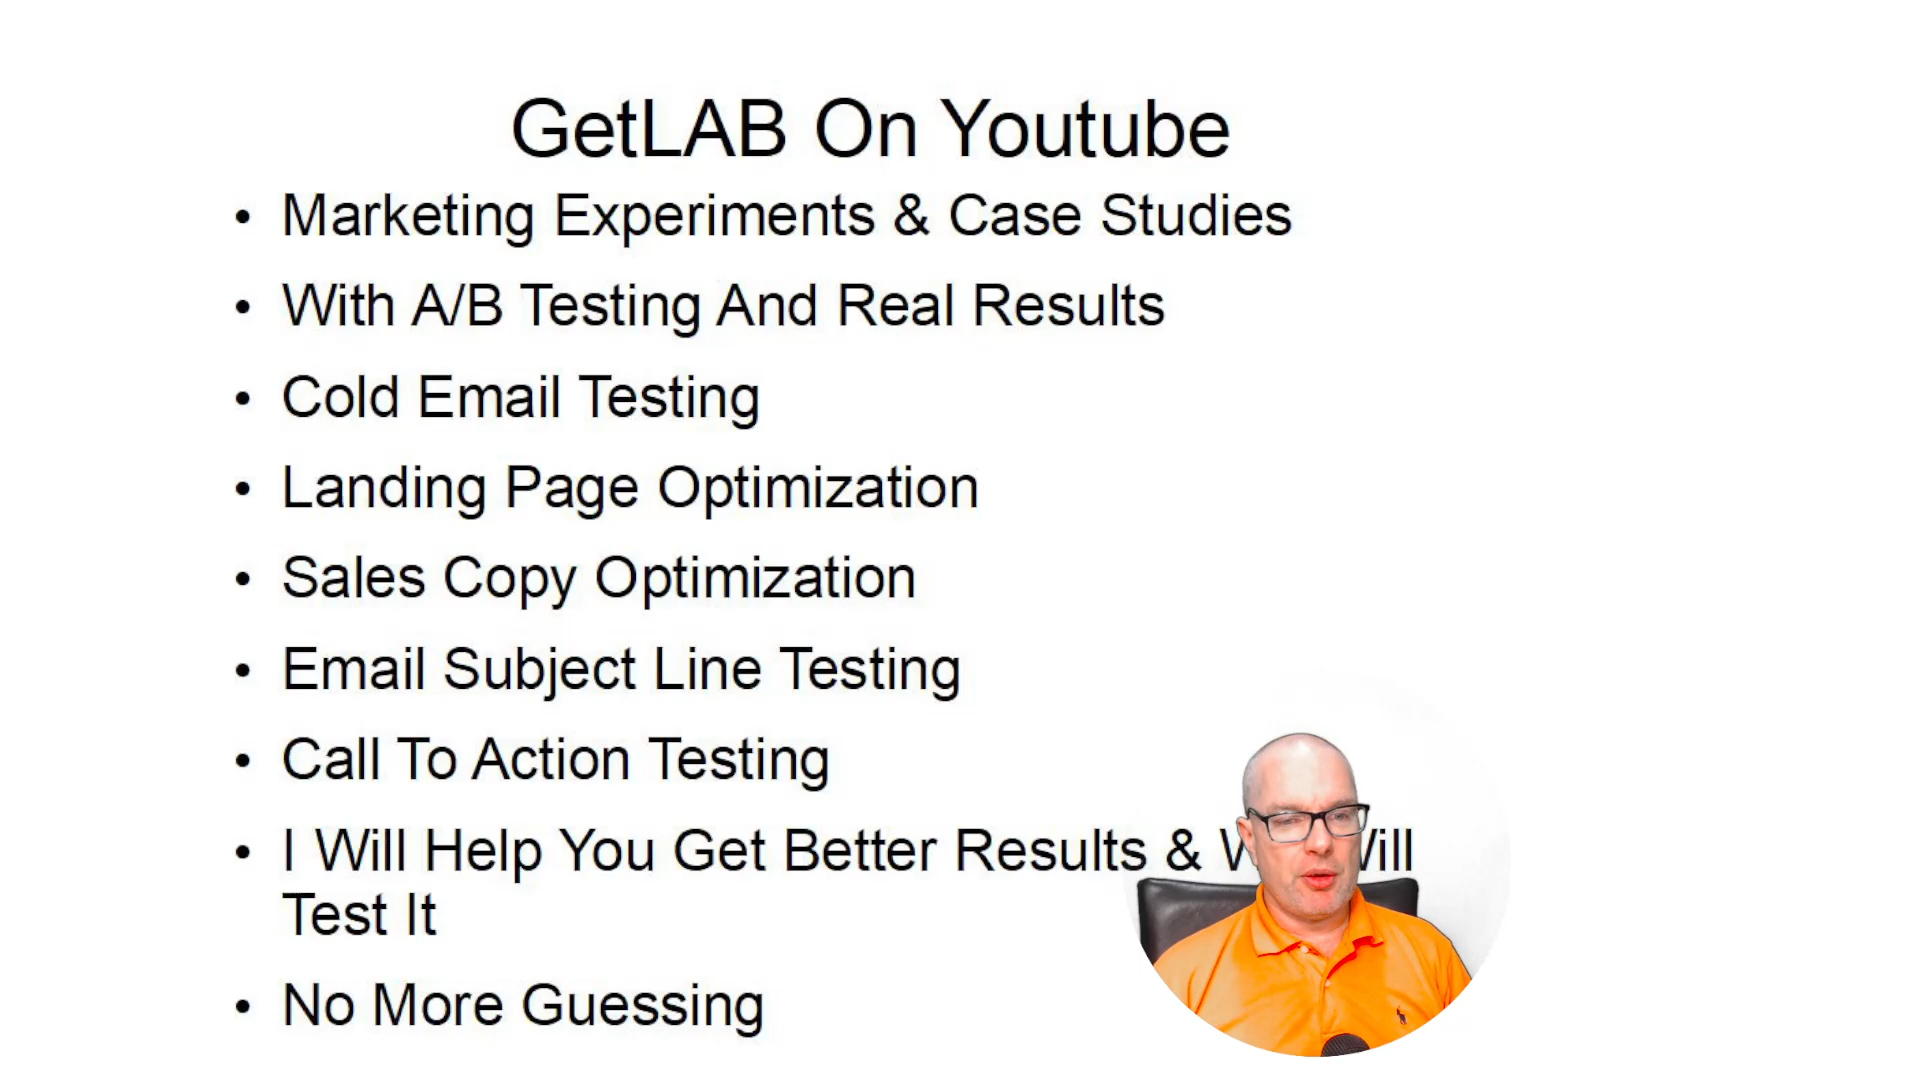 GetLAB On Youtube
• Marketing Experiments & Case Studies
• With A/B Testing And Real Results
• Cold Email Testing
• Landing Page Optimization
• Sales Copy Optimization
• Email Subject Line Testing
• Call To Action Testing
• I Will Help You Get Better Results & Will
Test It
• No More Guessing